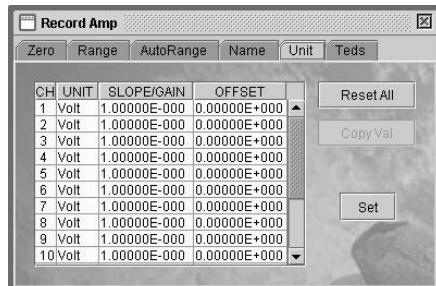 Record Amp
Zero Range AutoRange Name Unit Teds
CH UNIT SLOPE/GAIN OFFSET
1 Volt 1.00000E-000 0.00000E+000
2 Volt 1.00000E-000 0.00000E+000
3 Volt 1.00000E-000 0.00000E+000
4 Volt 1.00000E-000 0.00000E+000
5 Volt 1.00000E-000 0.00000E+000
6 Volt 1.00000E-000 0.00000E+000
7 Volt 1.00000E-000 0.00000E+000
8 Volt 1.00000E-000 0.00000E+000
9 Volt 1.00000E-000 0.00000E+000
10 Volt 1.00000E-000 0.00000E+000
Reset All
Copy Val
Set